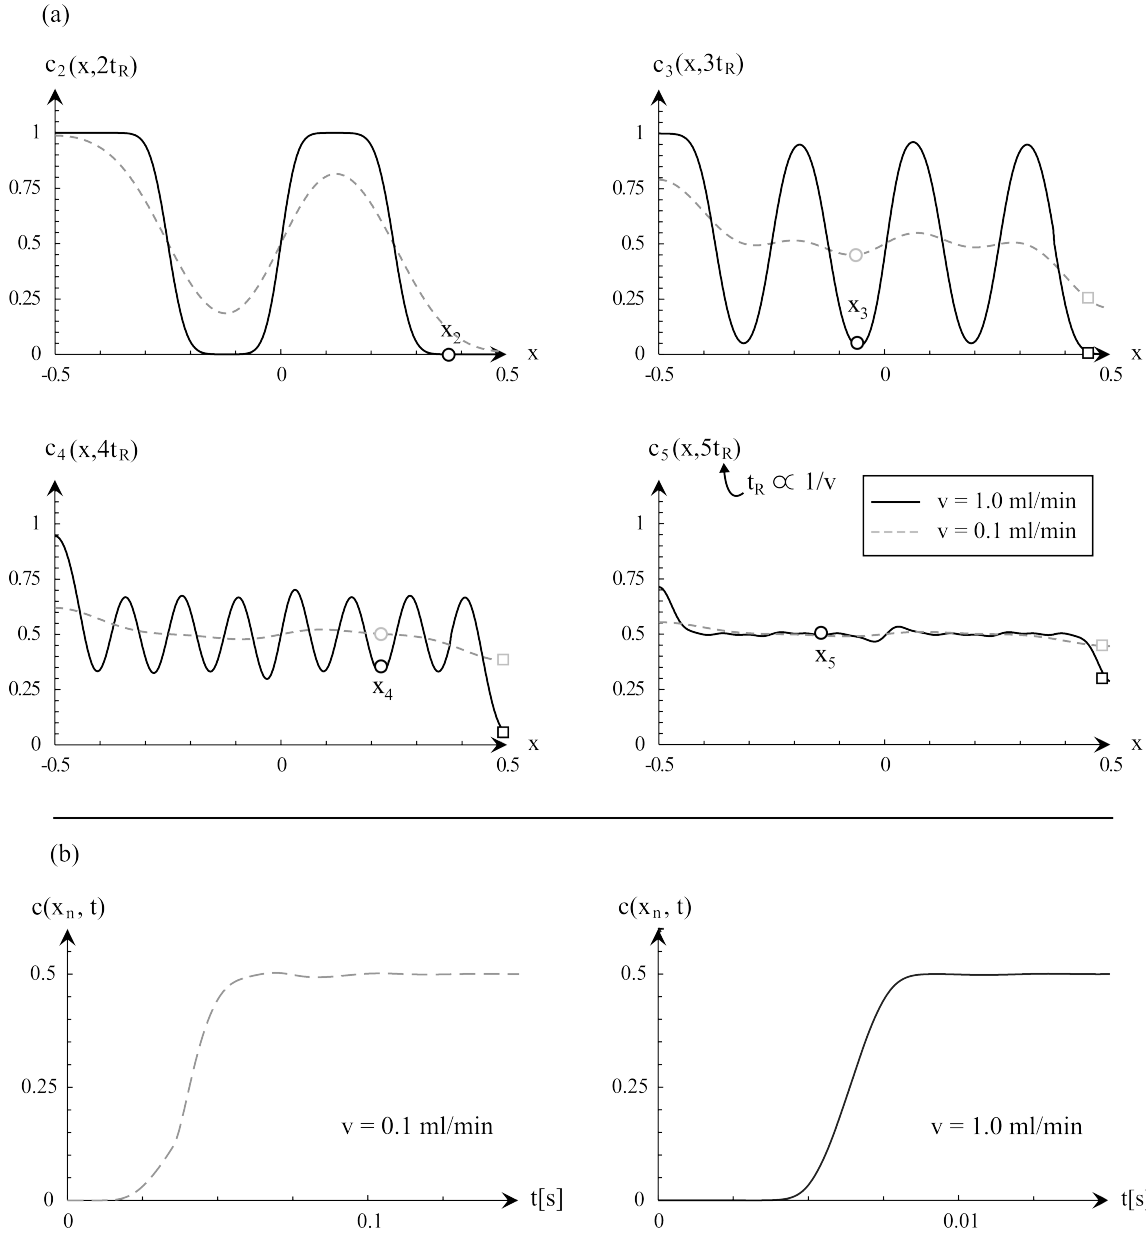 (a)
c2(x,2tR)
1
0.75
0.5
0.25
0
-0.5
0
0.5
x
x2
c3(x,3tR)
1
0.75
0.5
0.25
0
-0.5
0
0.5
x
x3
c4(x,4tR)
1
0.75
0.5
0.25
0
-0.5
0
0.5
x
x4
c5(x,5tR)
tR ∝ 1/v
v = 1.0 ml/min
v = 0.1 ml/min
1
0.75
0.5
0.25
0
-0.5
0
0.5
x
x5
(b)
c(xn, t)
0.5
0.25
0
0
0.1
t[s]
v = 0.1 ml/min
c(xn, t)
0.5
0.25
0
0
0.01
t[s]
v = 1.0 ml/min